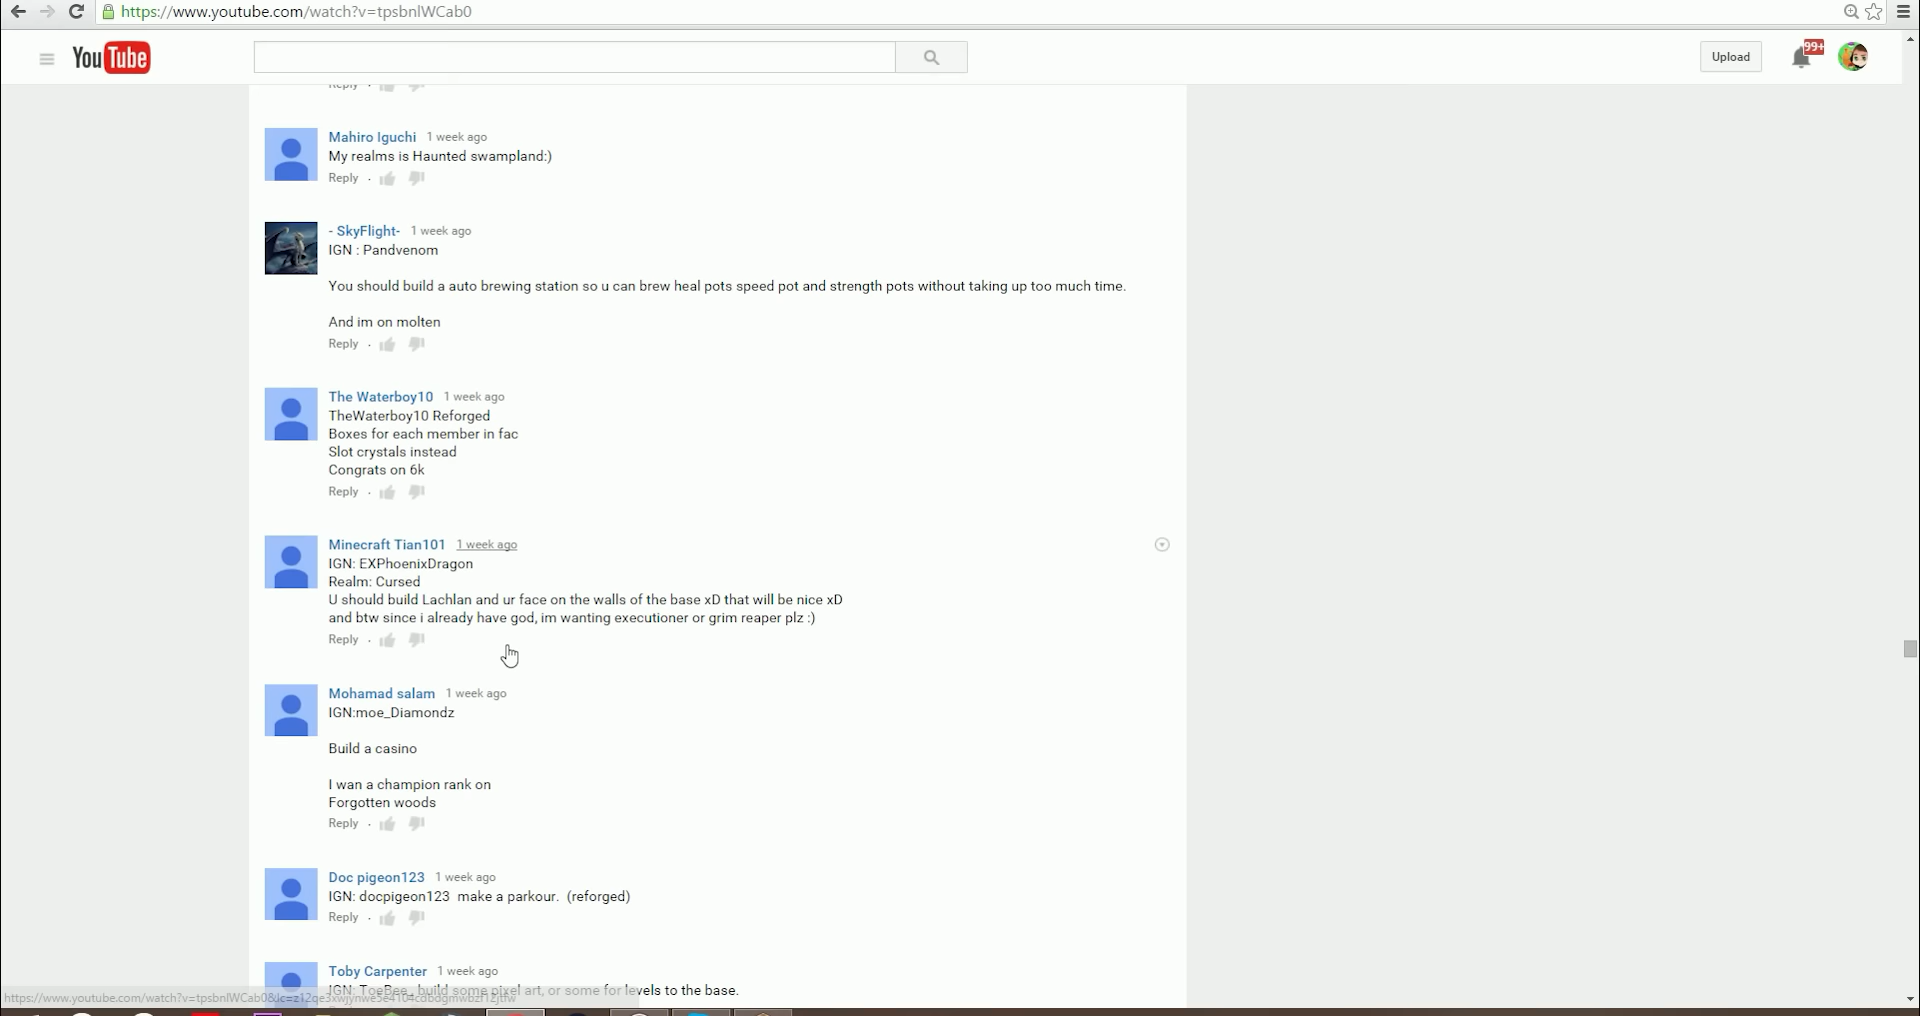 https://www.youtube.com/watch?v=tpsbnlWCab0
YouTube
Upload
99+
Reply
Mahiro Iguchi 1 week ago
My realms is Haunted swampland:)
Reply
- SkyFlight- 1 week ago
IGN : Pandvenom
You should build a auto brewing station so u can brew heal pots speed pot and strength pots without taking up too much time.
And im on molten
Reply
The Waterboy10 1 week ago
TheWaterboy10 Reforged
Boxes for each member in fac
Slot crystals instead
Congrats on 6k
Reply
Minecraft Tian101 1 week ago
IGN: EXPhoenixDragon
Realm: Cursed
U should build Lachlan and ur face on the walls of the base xD that will be nice xD
and btw since i already have god, im wanting executioner or grim reaper plz :)
Reply
Mohamad salam 1 week ago
IGN:moe_Diamondz
Build a casino
I wan a champion rank on
Forgotten woods
Reply
Doc pigeon123 1 week ago
IGN: docpigeon123 make a parkour. (reforged)
Reply
Toby Carpenter 1 week ago
IGN: ToeBee_ build some pixel art, or some for levels to the base.